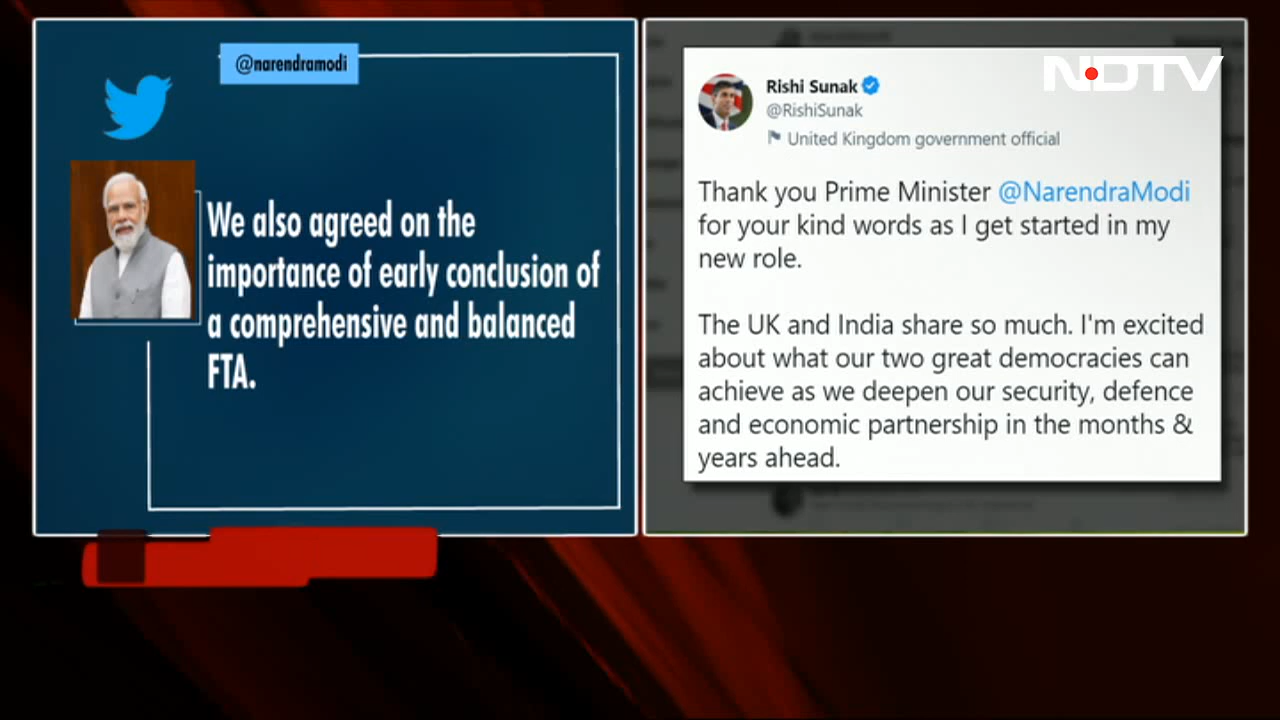 @narendramodi
We also agreed on the
importance of early conclusion of
a comprehensive and balanced
FTA.
NDTV
Rishi Sunak
@RishiSunak
United Kingdom government official
Thank you Prime Minister @NarendraModi
for your kind words as I get started in my
new role.
The UK and India share so much. I'm excited
about what our two great democracies can
achieve as we deepen our security, defence
and economic partnership in the months &
years ahead.